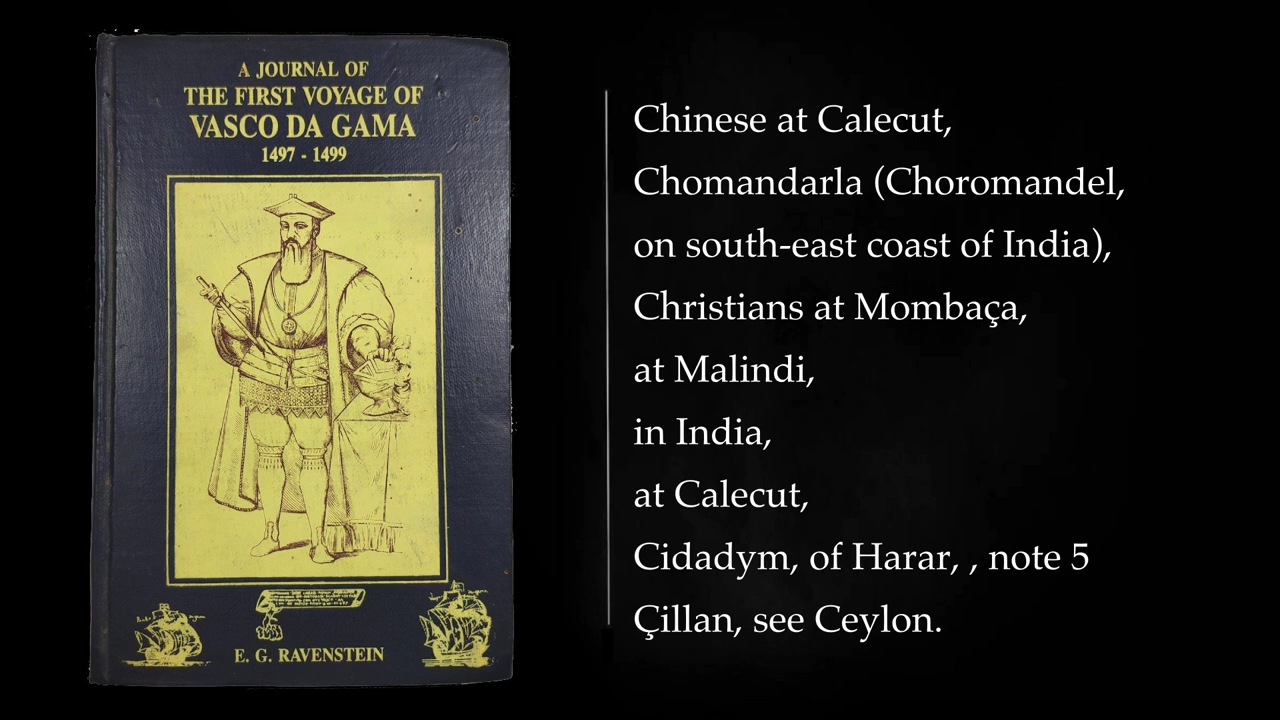 A JOURNAL OF
THE FIRST VOYAGE OF
VASCO DA GAMA
1497 - 1499
E. G. RAVENSTEIN
Chinese at Calecut,
Chomandarla (Choromandel,
on south-east coast of India),
Christians at Mombaça,
at Malindi,
in India,
at Calecut,
Cidadym, of Harar, , note 5
Çillan, see Ceylon.